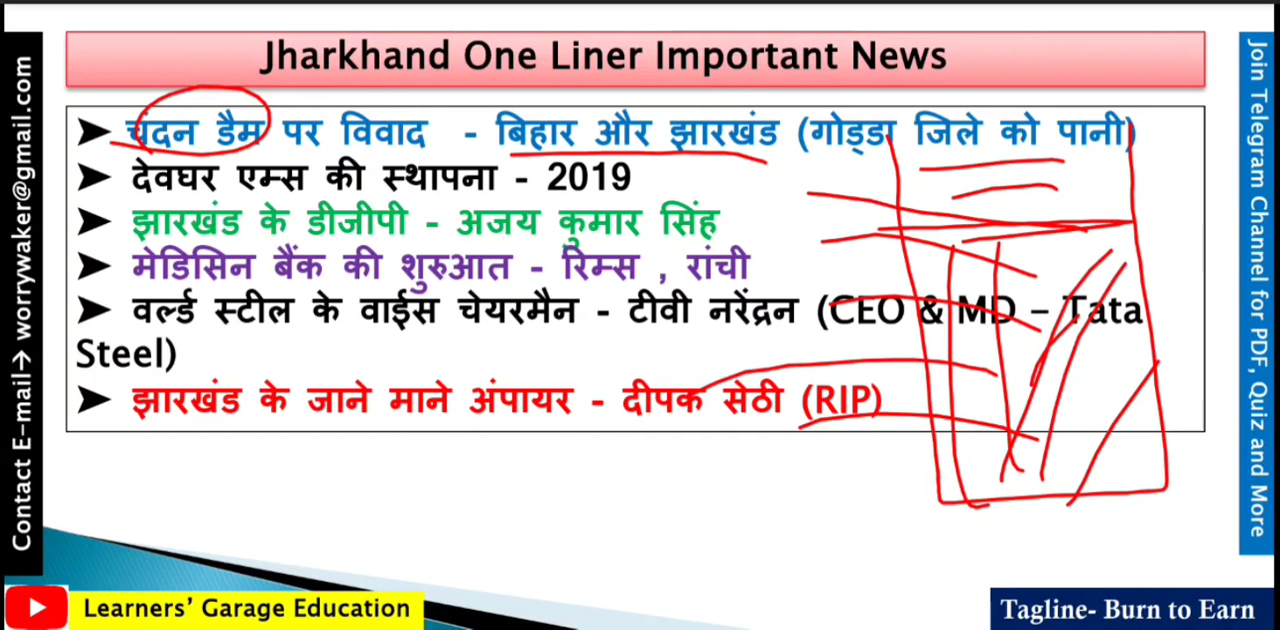 Jharkhand One Liner Important News
➤ चंदन डैम पर विवाद - बिहार और झारखंड (गोड्डा जिले को पानी)
➤ देवघर एम्स की स्थापना - 2019
➤ झारखंड के डीजीपी - अजय कुमार सिंह
➤ मेडिसिन बैंक की शुरुआत - रिम्स , रांची
➤ वर्ल्ड स्टील के वाईस चेयरमैन - टीवी नरेंद्रन (CEO & MD – Tata
Steel)
➤ झारखंड के जाने माने अंपायर - दीपक सेठी (RIP)
Contact E-mail→ worrywaker@gmail.com
Join Telegram Channel for PDF, Quiz and More
Learners’ Garage Education
Tagline- Burn to Earn